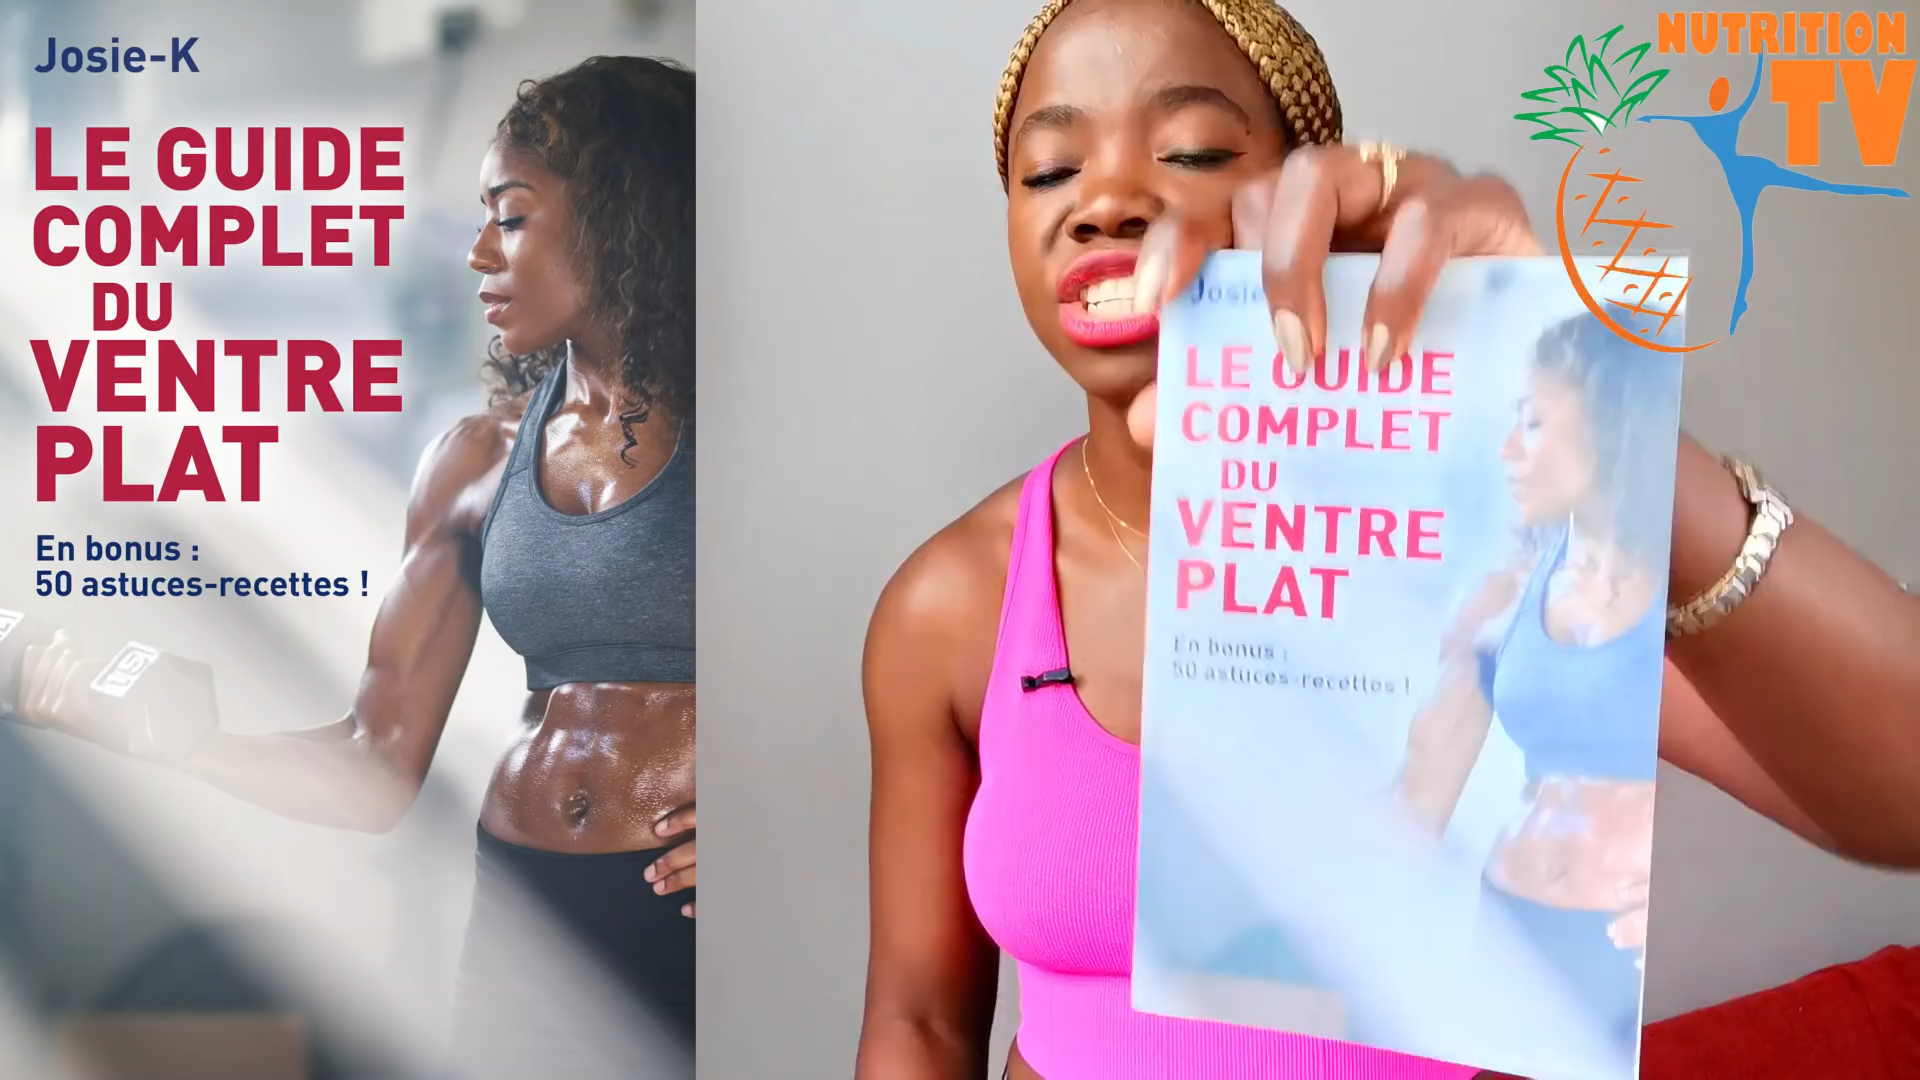 Josie-K
LE GUIDE
COMPLET
DU
VENTRE
PLAT
En bonus :
50 astuces-recettes !
NUTRITION
TV
Josie
LE GUIDE
COMPLET
DU
VENTRE
PLAT
En bonus :
50 astuces-recettes !